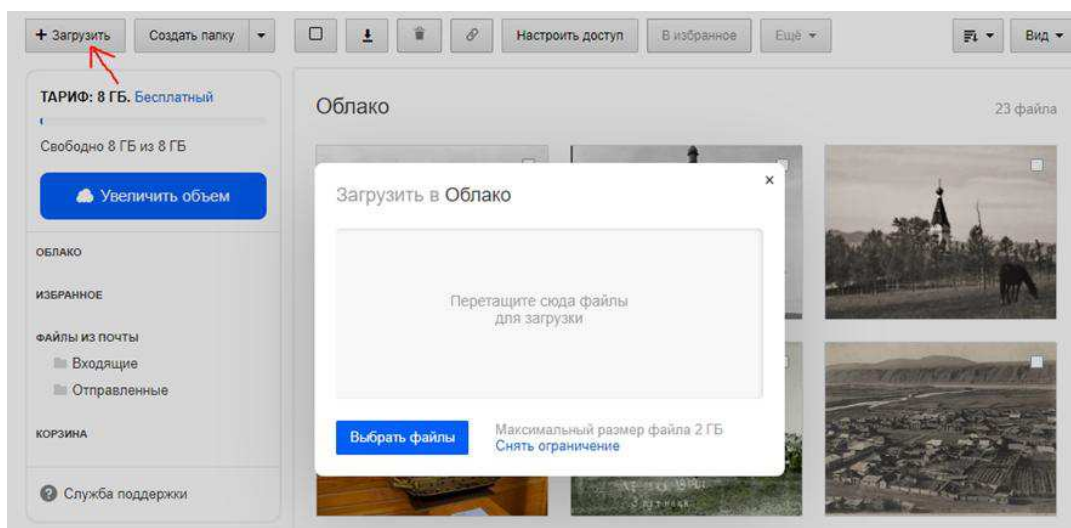 + Загрузить
Создать папку
Настроить доступ
В избранное
Ещё
Вид
ТАРИФ: 8 ГБ. Бесплатный
Свободно 8 ГБ из 8 ГБ
Увеличить объем
ОБЛАКО
ИЗБРАННОЕ
ФАЙЛЫ ИЗ ПОЧТЫ
Входящие
Отправленные
КОРЗИНА
? Служба поддержки
Облако
23 файла
Загрузить в Облако
×
Перетащите сюда файлы
для загрузки
Выбрать файлы
Максимальный размер файла 2 ГБ
Снять ограничение